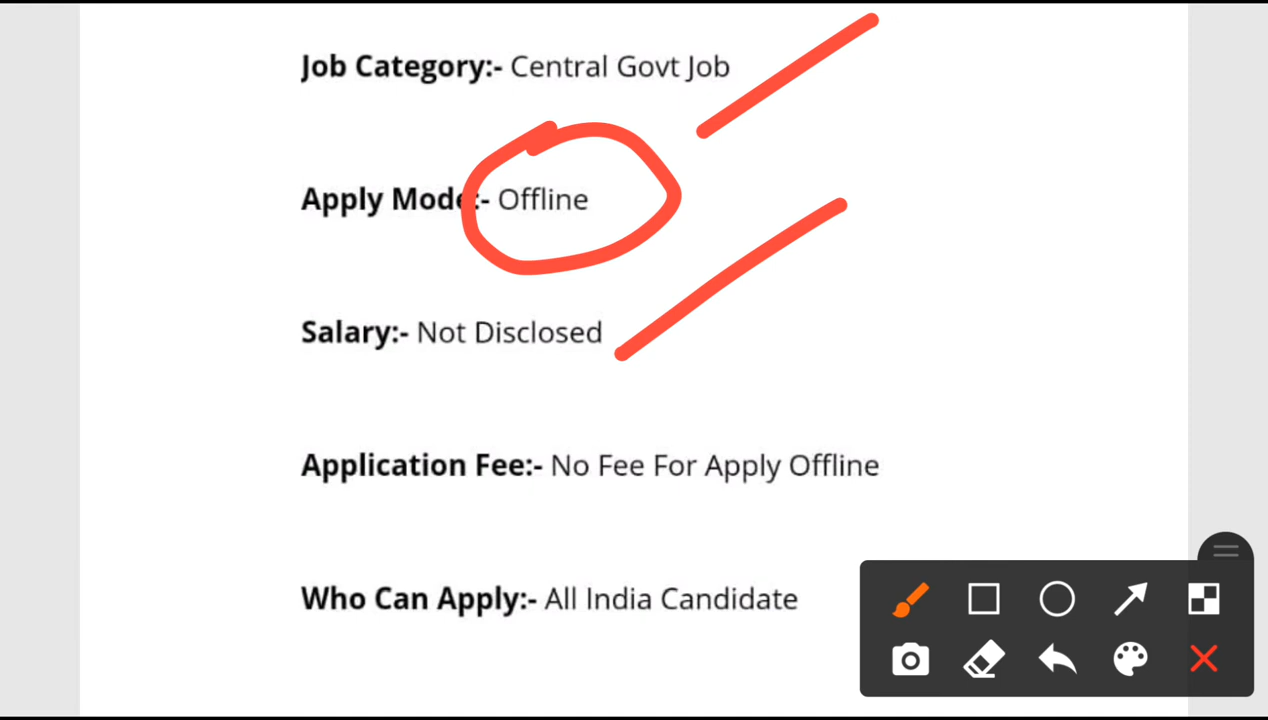 Job Category:- Central Govt Job
Apply Mode:- Offline
Salary:- Not Disclosed
Application Fee:- No Fee For Apply Offline
Who Can Apply:- All India Candidate